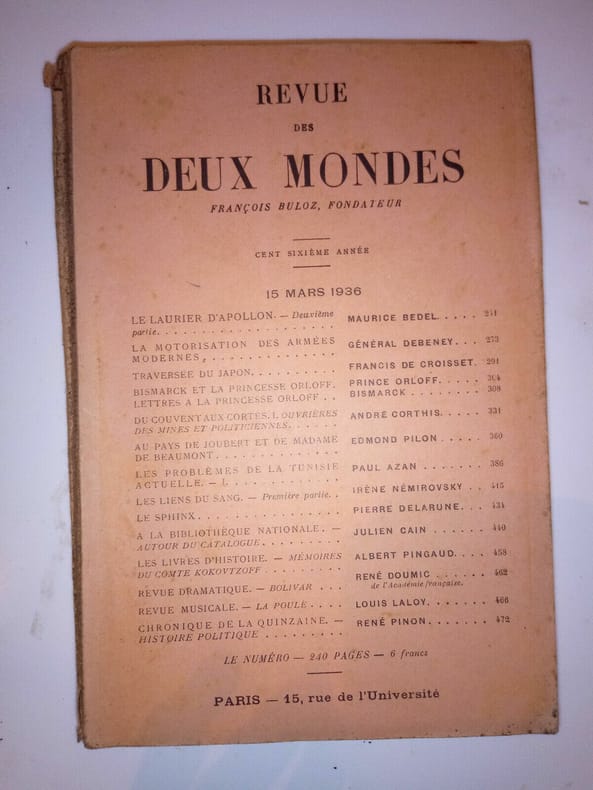 REVUE
DES
DEUX MONDES
FRANÇOIS BULOZ, FONDATEUR
CENT SIXIÈME ANNÉE
15 MARS 1936
LE LAURIER D'APOLLON. — Deuxième
partie. MAURICE BEDEL. 241
LA MOTORISATION DES ARMÉES
MODERNES. GÉNÉRAL DEBENEY. 273
TRAVERSÉE DU JAPON. FRANCIS DE CROISSET. 291
BISMARCK ET LA PRINCESSE ORLOFF. PRINCE ORLOFF. 304
LETTRES A LA PRINCESSE ORLOFF . . BISMARCK 308
DU COUVENT AUX CORTÈS. I. OUVRIÈRES
DES MINES ET POLITICIENNES. ANDRÉ CORTHIS. 331
AU PAYS DE JOUBERT ET DE MADAME
DE BEAUMONT EDMOND PILON 360
LES PROBLÈMES DE LA TUNISIE
ACTUELLE. — I. PAUL AZAN 386
LES LIENS DU SANG. — Première partie. . IRÈNE NÉMIROVSKY . . 415
LE SPHINX. PIERRE DELARUNE. 434
A LA BIBLIOTHÈQUE NATIONALE. —
AUTOUR DU CATALOGUE. JULIEN CAIN 440
LES LIVRES D'HISTOIRE. — MÉMOIRES
DU COMTE KOKOVTZOFF ALBERT PINGAUD. 458
REVUE DRAMATIQUE. — BOLIVAR . . . RENÉ DOUMIC 462
de l'Académie française.
REVUE MUSICALE. — LA POULE LOUIS LALOY. 466
CHRONIQUE DE LA QUINZAINE. —
HISTOIRE POLITIQUE RENÉ PINON. 472
LE NUMÉRO — 240 PAGES — 6 francs
PARIS — 15, rue de l'Université